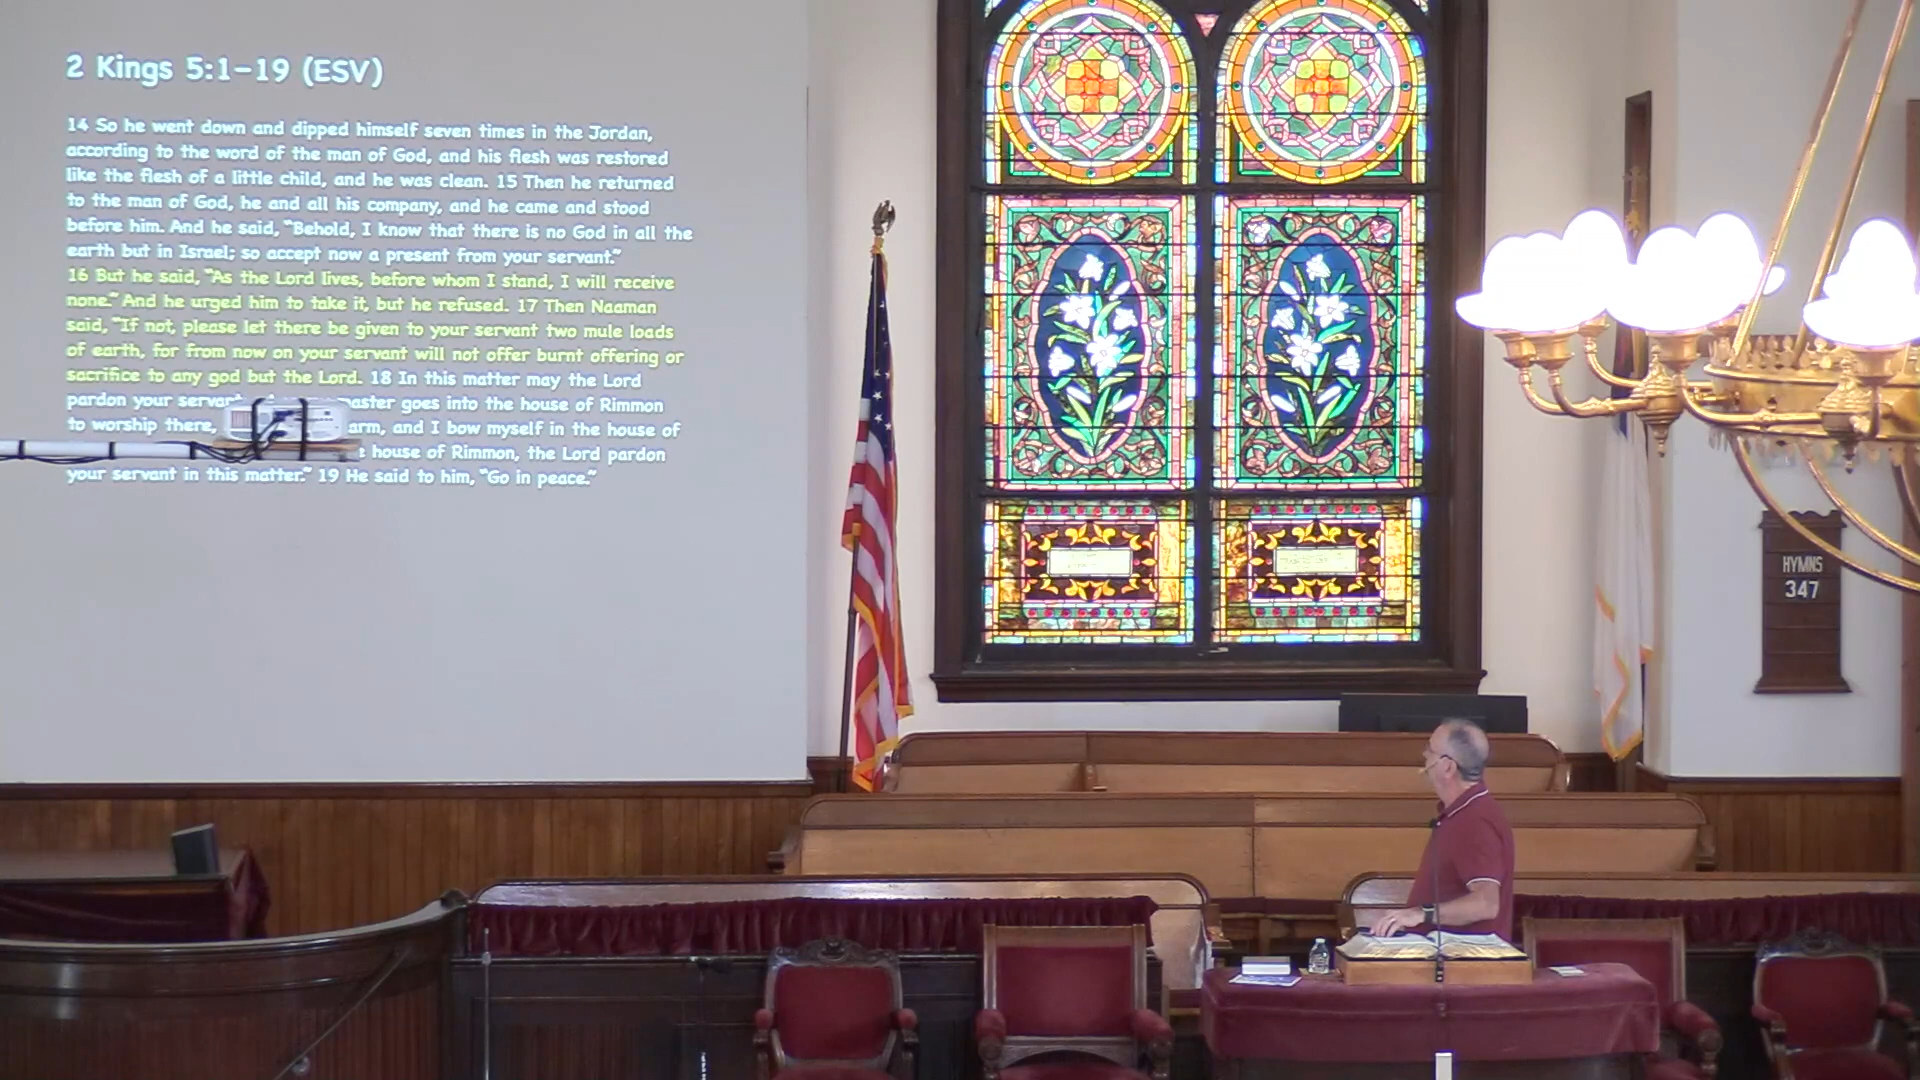 2 Kings 5:1-19 (ESV)
14 So he went down and dipped himself seven times in the Jordan,
according to the word of the man of God, and his flesh was restored
like the flesh of a little child, and he was clean. 15 Then he returned
to the man of God, he and all his company, and he came and stood
before him. And he said, "Behold, I know that there is no God in all the
earth but in Israel; so accept now a present from your servant."
16 But he said, "As the Lord lives, before whom I stand, I will receive
none." And he urged him to take it, but he refused. 17 Then Naaman
said, "If not, please let there be given to your servant two mule loads
of earth, for from now on your servant will not offer burnt offering or
sacrifice to any god but the Lord. 18 In this matter may the Lord
pardon your goes into the house of Rimmon
to worship there, arm, and I bow myself in the house of
house of Rimmon, the Lord pardon
your servant in this matter." 19 He said to him, "Go in peace."
HYMNS
347